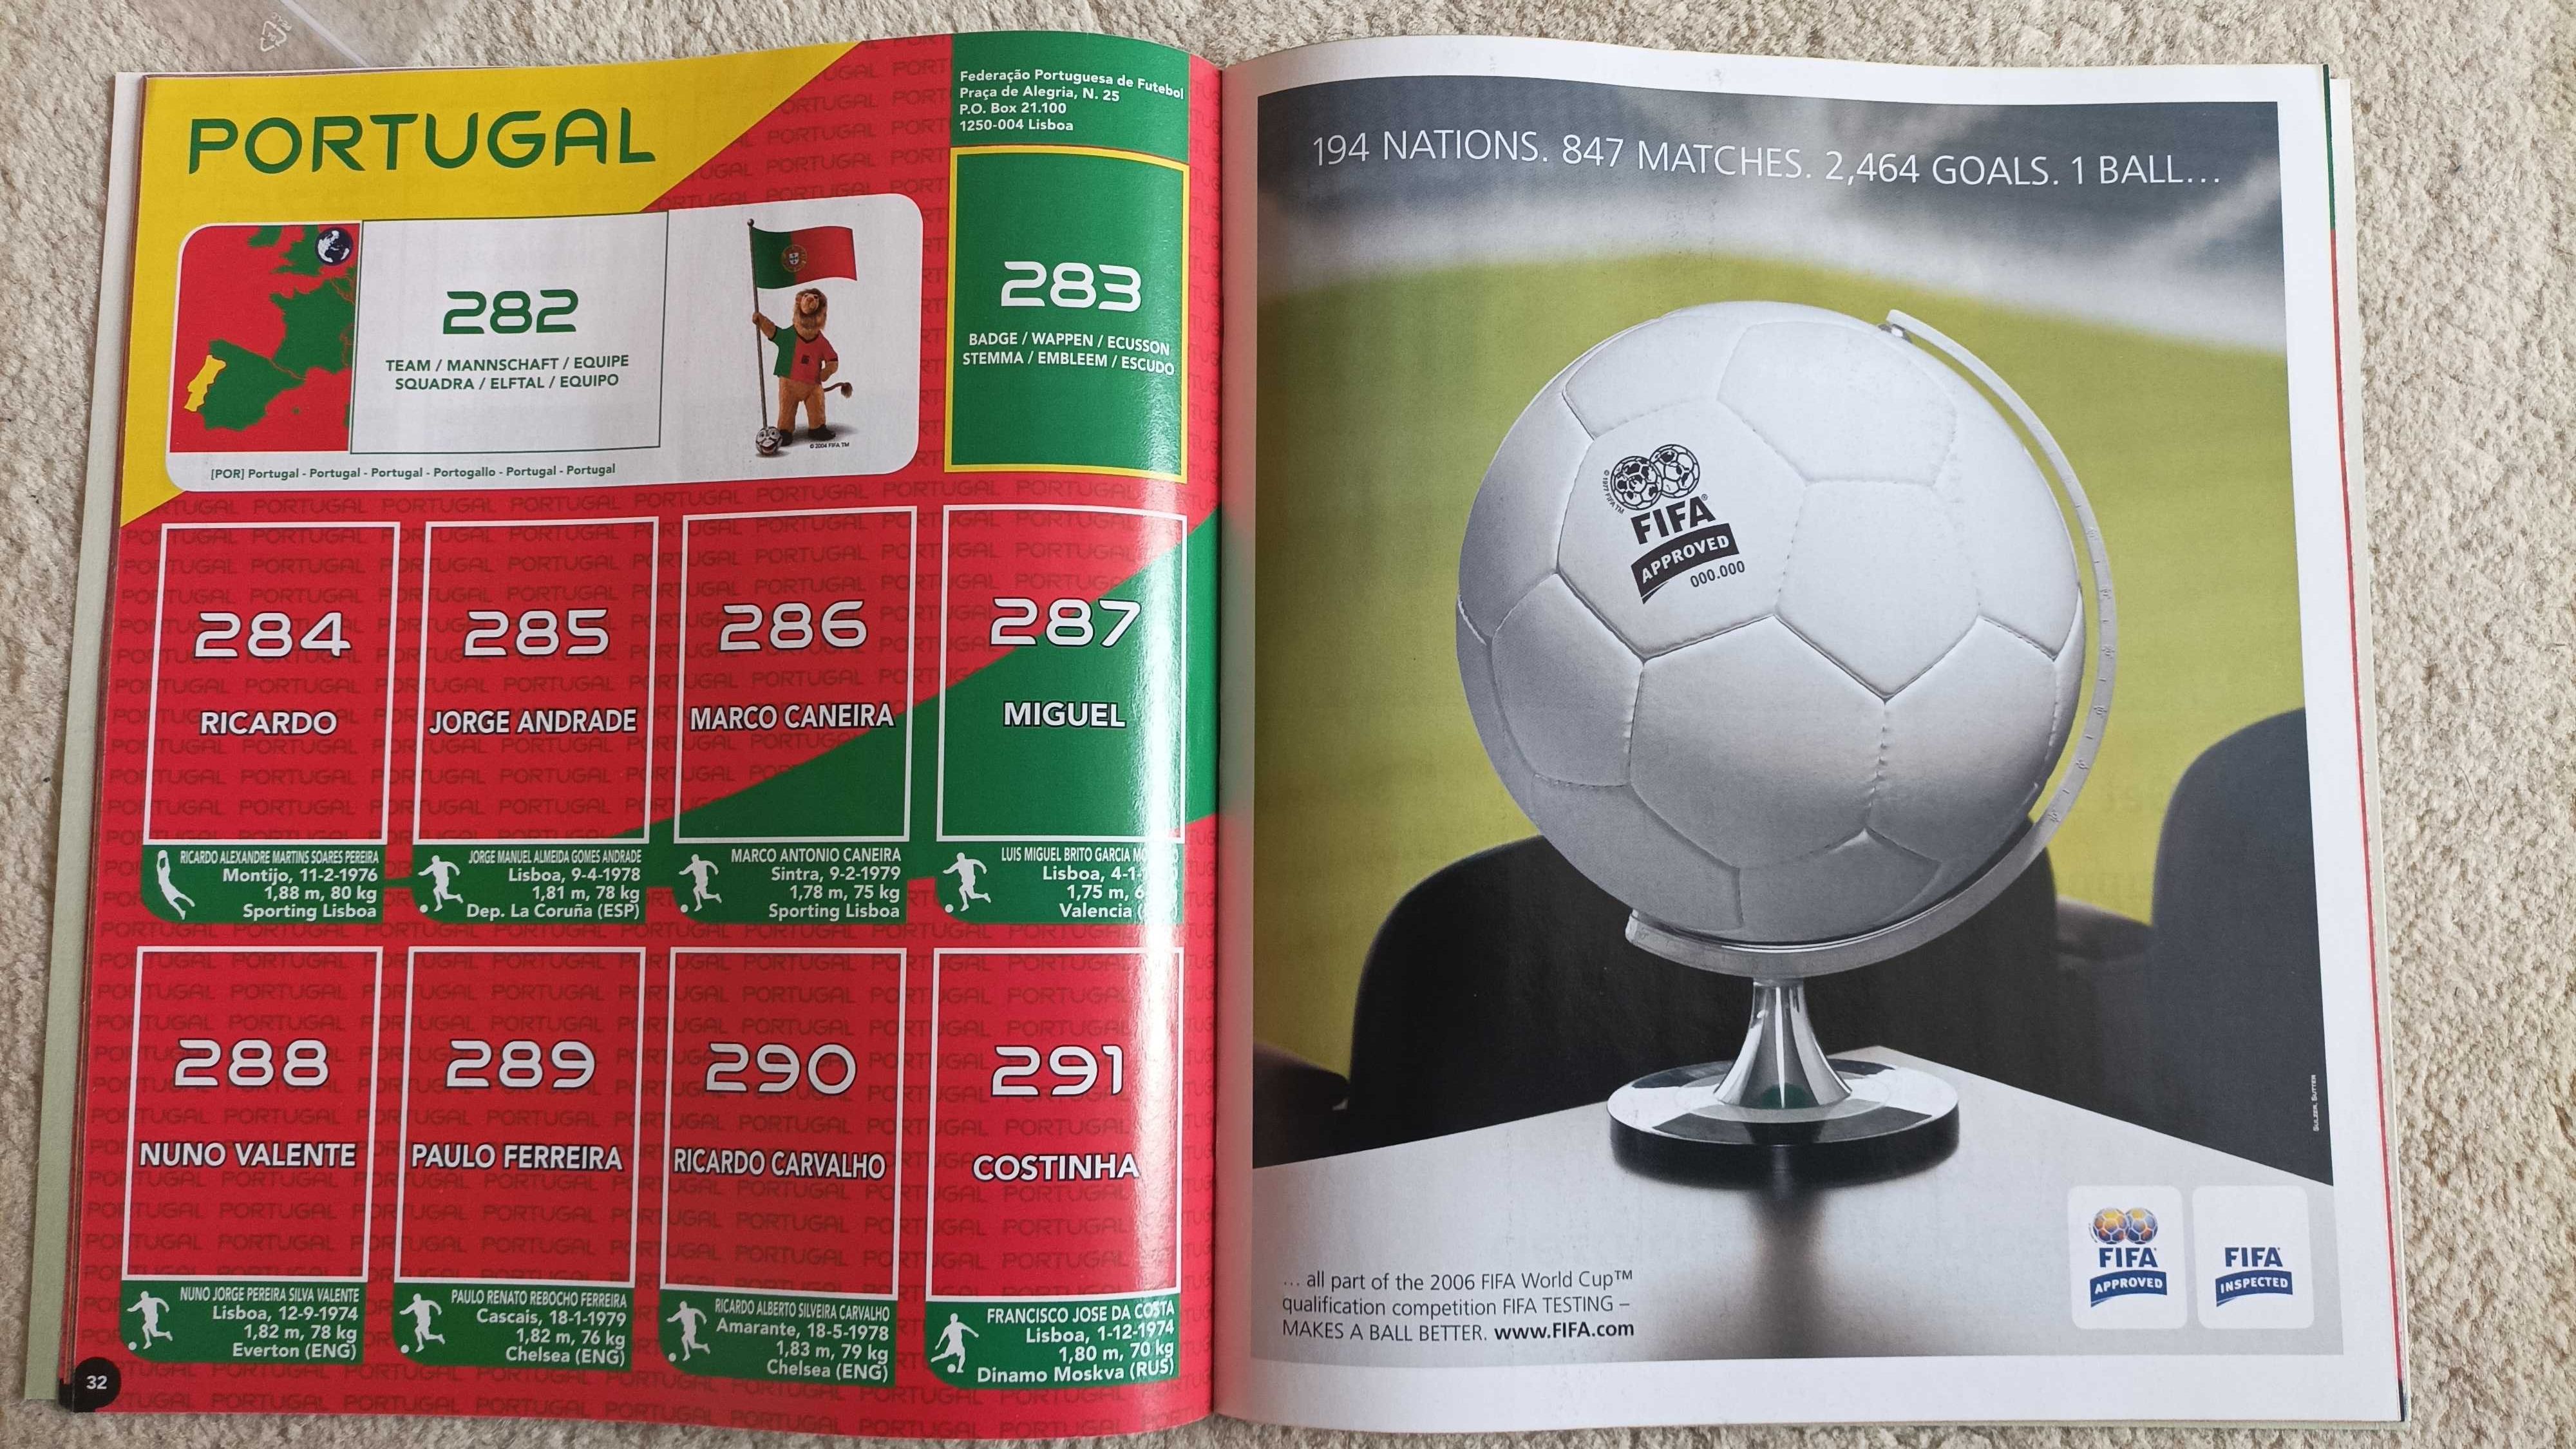 PORTUGAL
Federação Portuguesa de Futebol
Praça de Alegria, N. 25
P.O. Box 21.100
1250-004 Lisboa
282
TEAM / MANNSCHAFT / EQUIPE
SQUADRA / ELFTAL / EQUIPO
© 2004 FIFA TM
[POR] Portugal - Portugal - Portugal - Portogallo - Portugal - Portugal
283
BADGE / WAPPEN / ECUSSON
STEMMA / EMBLEEM / ESCUDO
284
RICARDO
RICARDO ALEXANDRE MARTINS SOARES PEREIRA
Montijo, 11-2-1976
1,88 m, 80 kg
Sporting Lisboa
285
JORGE ANDRADE
JORGE MANUEL ALMEIDA GOMES ANDRADE
Lisboa, 9-4-1978
1,81 m, 78 kg
Dep. La Coruña (ESP)
286
MARCO CANEIRA
MARCO ANTONIO CANEIRA
Sintra, 9-2-1979
1,78 m, 75 kg
Sporting Lisboa
287
MIGUEL
LUIS MIGUEL BRITO GARCIA
Lisboa,
1,75 m,
Valencia
288
NUNO VALENTE
NUNO JORGE PEREIRA SILVA VALENTE
Lisboa, 12-9-1974
1,82 m, 78 kg
Everton (ENG)
289
PAULO FERREIRA
PAULO RENATO REBOCHO FERREIRA
Cascais, 18-1-1979
1,82 m, 76 kg
Chelsea (ENG)
290
RICARDO CARVALHO
RICARDO ALBERTO SILVEIRA CARVALHO
Amarante, 18-5-1978
1,83 m, 79 kg
Chelsea (ENG)
291
COSTINHA
FRANCISCO JOSE DA COSTA
Lisboa, 1-12-1974
1,80 m, 70 kg
Dinamo Moskva (RUS)
32
194 NATIONS. 847 MATCHES. 2,464 GOALS. 1 BALL...
© 1977 FIFA TM
FIFA®
APPROVED
000.000
... all part of the 2006 FIFA World Cup™
qualification competition FIFA TESTING –
MAKES A BALL BETTER. www.FIFA.com
FIFA
APPROVED
FIFA
INSPECTED
SULZER, SUTTER